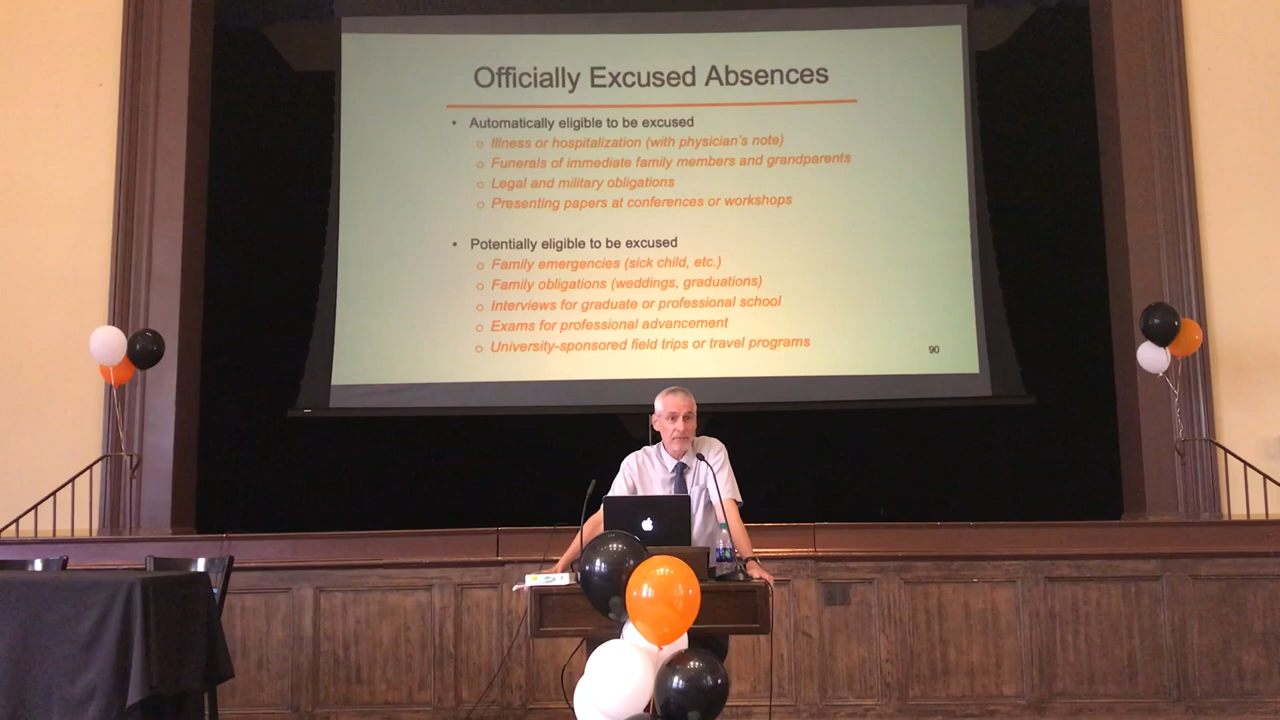 Officially Excused Absences
• Automatically eligible to be excused
o Illness or hospitalization (with physician's note)
o Funerals of immediate family members and grandparents
o Legal and military obligations
o Presenting papers at conferences or workshops
• Potentially eligible to be excused
o Family emergencies (sick child, etc.)
o Family obligations (weddings, graduations)
o Interviews for graduate or professional school
o Exams for professional advancement
o University-sponsored field trips or travel programs
90